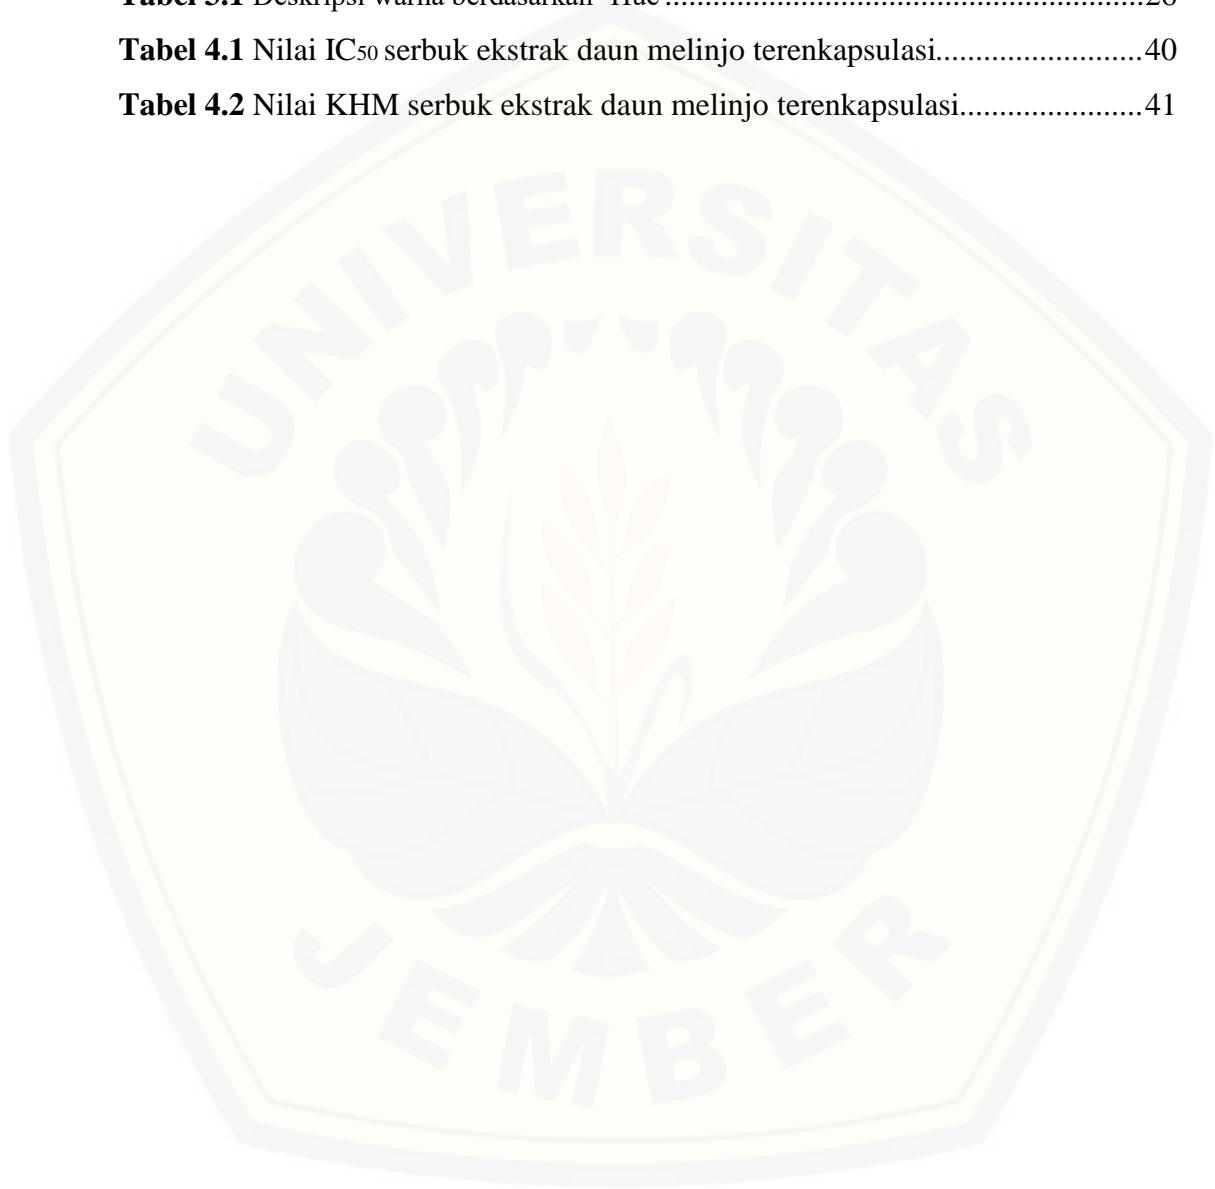 Tabel 3.1 Deskripsi warna berdasarkan °Hue
Tabel 4.1 Nilai IC50 serbuk ekstrak daun melinjo terenkapsulasi..........................40
Tabel 4.2 Nilai KHM serbuk ekstrak daun melinjo terenkapsulasi.......................41
UNIVERSITAS
JEMBER